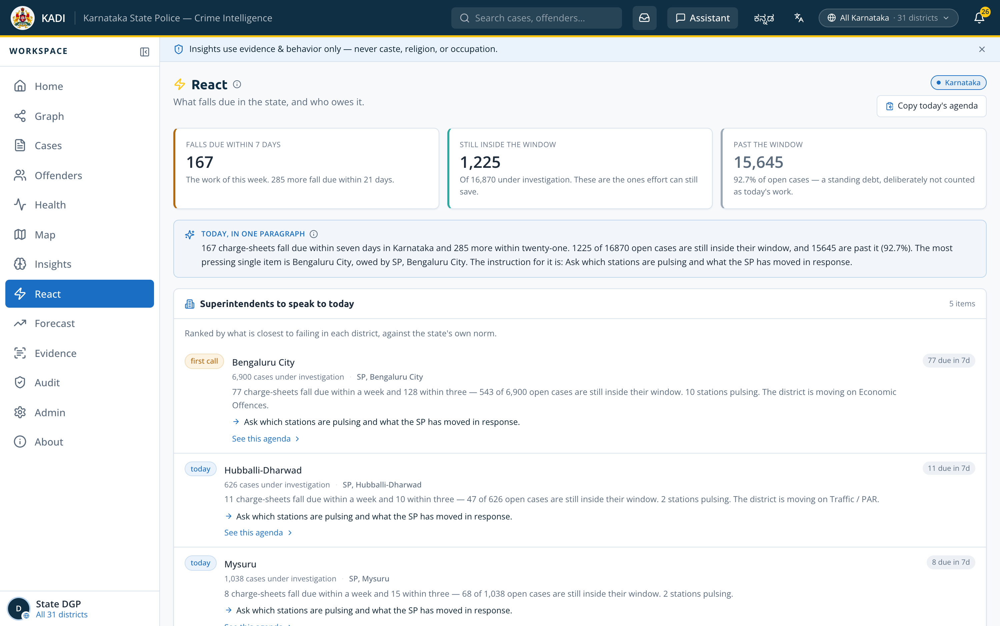 KADI
Karnataka State Police — Crime Intelligence
Search cases, offenders...
Assistant
ಕನ್ನಡ
All Karnataka · 31 districts
26
WORKSPACE
Home
Graph
Cases
Offenders
Health
Map
Insights
React
Forecast
Evidence
Audit
Admin
About
D
State DGP
All 31 districts
Insights use evidence & behavior only — never caste, religion, or occupation.
React
What falls due in the state, and who owes it.
Karnataka
Copy today's agenda
FALLS DUE WITHIN 7 DAYS
167
The work of this week. 285 more fall due within 21 days.
STILL INSIDE THE WINDOW
1,225
Of 16,870 under investigation. These are the ones effort can still
save.
PAST THE WINDOW
15,645
92.7% of open cases — a standing debt, deliberately not counted
as today's work.
TODAY, IN ONE PARAGRAPH
167 charge-sheets fall due within seven days in Karnataka and 285 more within twenty-one. 1225 of 16870 open cases are still inside their window, and 15645 are past it (92.7%). The most
pressing single item is Bengaluru City, owed by SP, Bengaluru City. The instruction for it is: Ask which stations are pulsing and what the SP has moved in response.
Superintendents to speak to today
5 items
Ranked by what is closest to failing in each district, against the state's own norm.
first call
Bengaluru City
77 due in 7d
6,900 cases under investigation · SP, Bengaluru City
77 charge-sheets fall due within a week and 128 within three — 543 of 6,900 open cases are still inside their window. 10 stations pulsing. The district is moving on Economic
Offences.
Ask which stations are pulsing and what the SP has moved in response.
See this agenda
today
Hubballi-Dharwad
11 due in 7d
626 cases under investigation · SP, Hubballi-Dharwad
11 charge-sheets fall due within a week and 10 within three — 47 of 626 open cases are still inside their window. 2 stations pulsing. The district is moving on Traffic / PAR.
Ask which stations are pulsing and what the SP has moved in response.
See this agenda
today
Mysuru
8 due in 7d
1,038 cases under investigation · SP, Mysuru
8 charge-sheets fall due within a week and 15 within three — 68 of 1,038 open cases are still inside their window. 2 stations pulsing.
Ask which stations are pulsing and what the SP has moved in response.